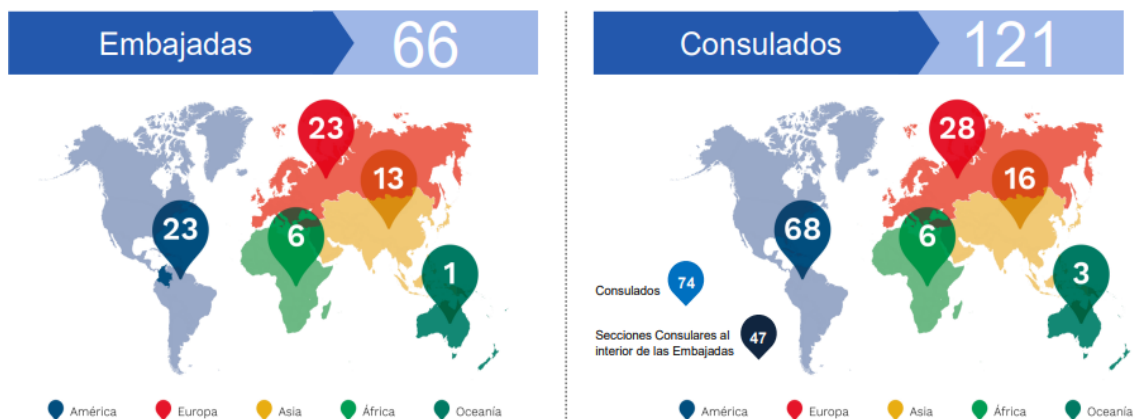 Embajadas 66
23
13
23
6
1
América Europa Asía África Oceanía
Consulados 121
28
16
68
6
3
Consulados 74
Secciones Consulares al
interior de las Embajadas 47
América Europa Asia África Oceanía